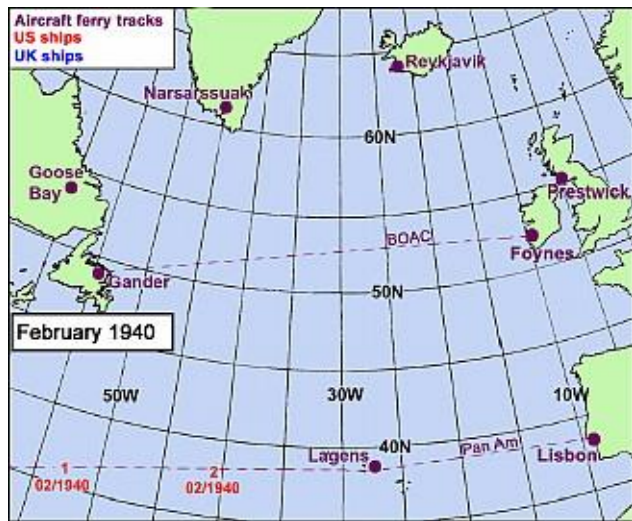 Aircraft ferry tracks
US ships
UK ships
Reykjavik
Narsarssuak
60N
Goose
Bay
Prestwick
BOAC
Foynes
Gander
50N
February 1940
50W
30W
10W
40N
Pan Am
Lagens
Lisbon
1
02/1940
2
02/1940